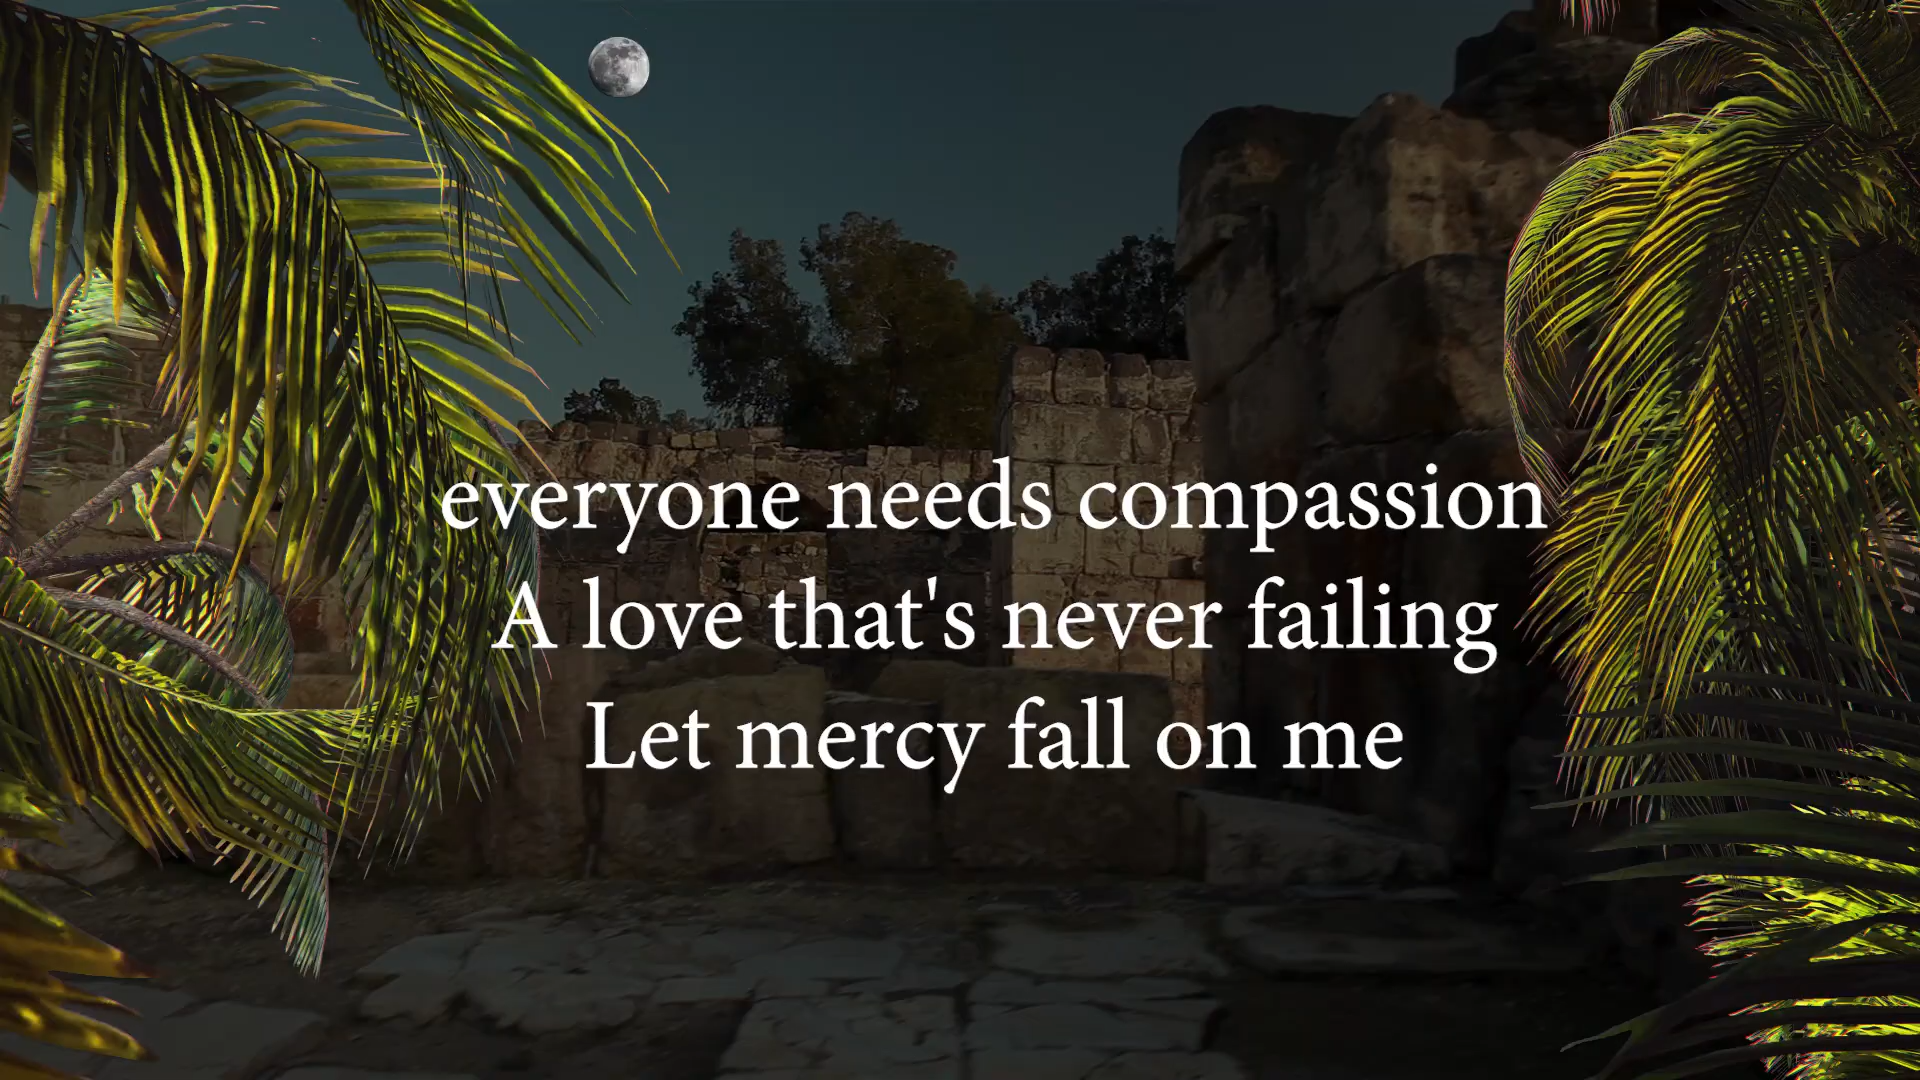 everyone needs compassion
A love that's never failing
Let mercy fall on me